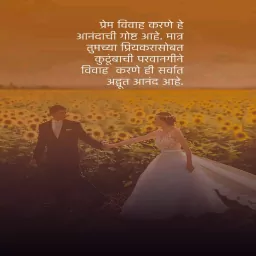 प्रेम विवाह करणे हे
आनंदाची गोष्ट आहे, मात्र
तुमच्या प्रियकरासोबत
कुटुंबाची परवानगीने
विवाह करणे ही सर्वात
अद्भूत आनंद आहे.